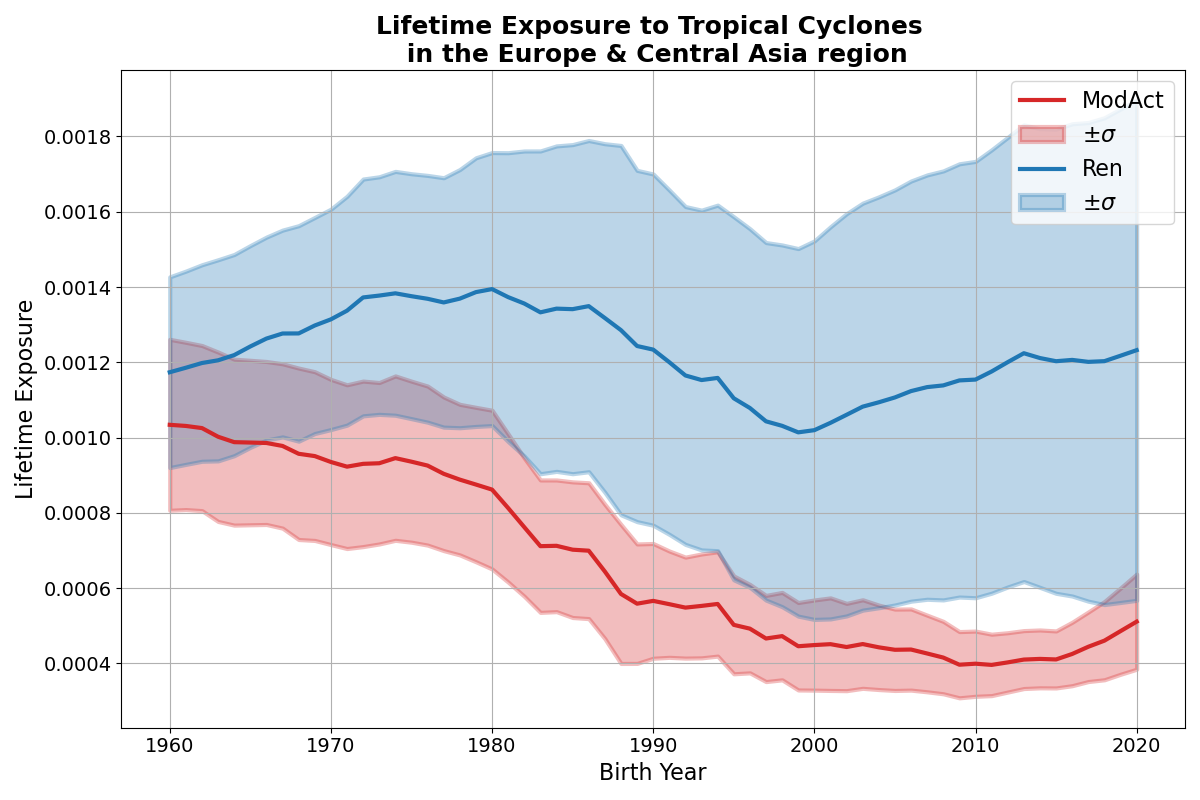 Lifetime Exposure to Tropical Cyclones
in the Europe & Central Asia region
ModAct
±σ
Ren
±σ
Lifetime Exposure
0.0018
0.0016
0.0014
0.0012
0.0010
0.0008
0.0006
0.0004
1960 1970 1980 1990 2000 2010 2020
Birth Year